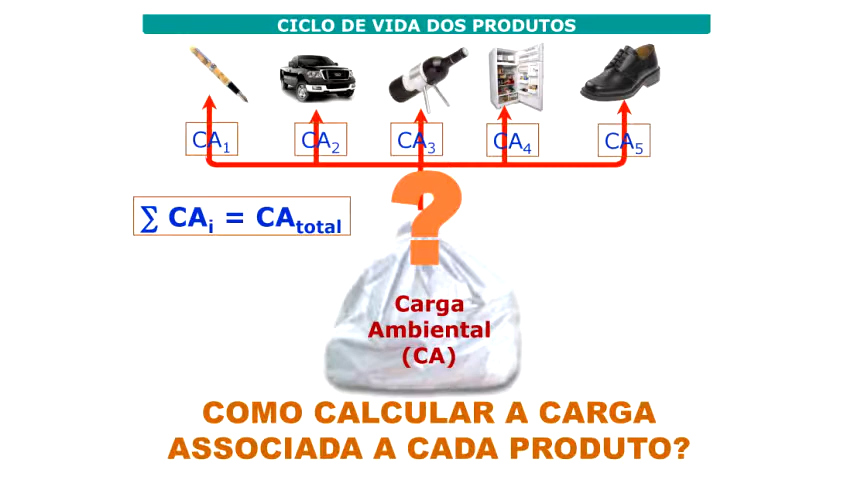 CICLO DE VIDA DOS PRODUTOS
CA₁ CA₂ CA₃ CA₄ CA₅
∑ CAᵢ = CAₜₒₜₐₗ
?
Carga
Ambiental
(CA)
COMO CALCULAR A CARGA
ASSOCIADA A CADA PRODUTO?